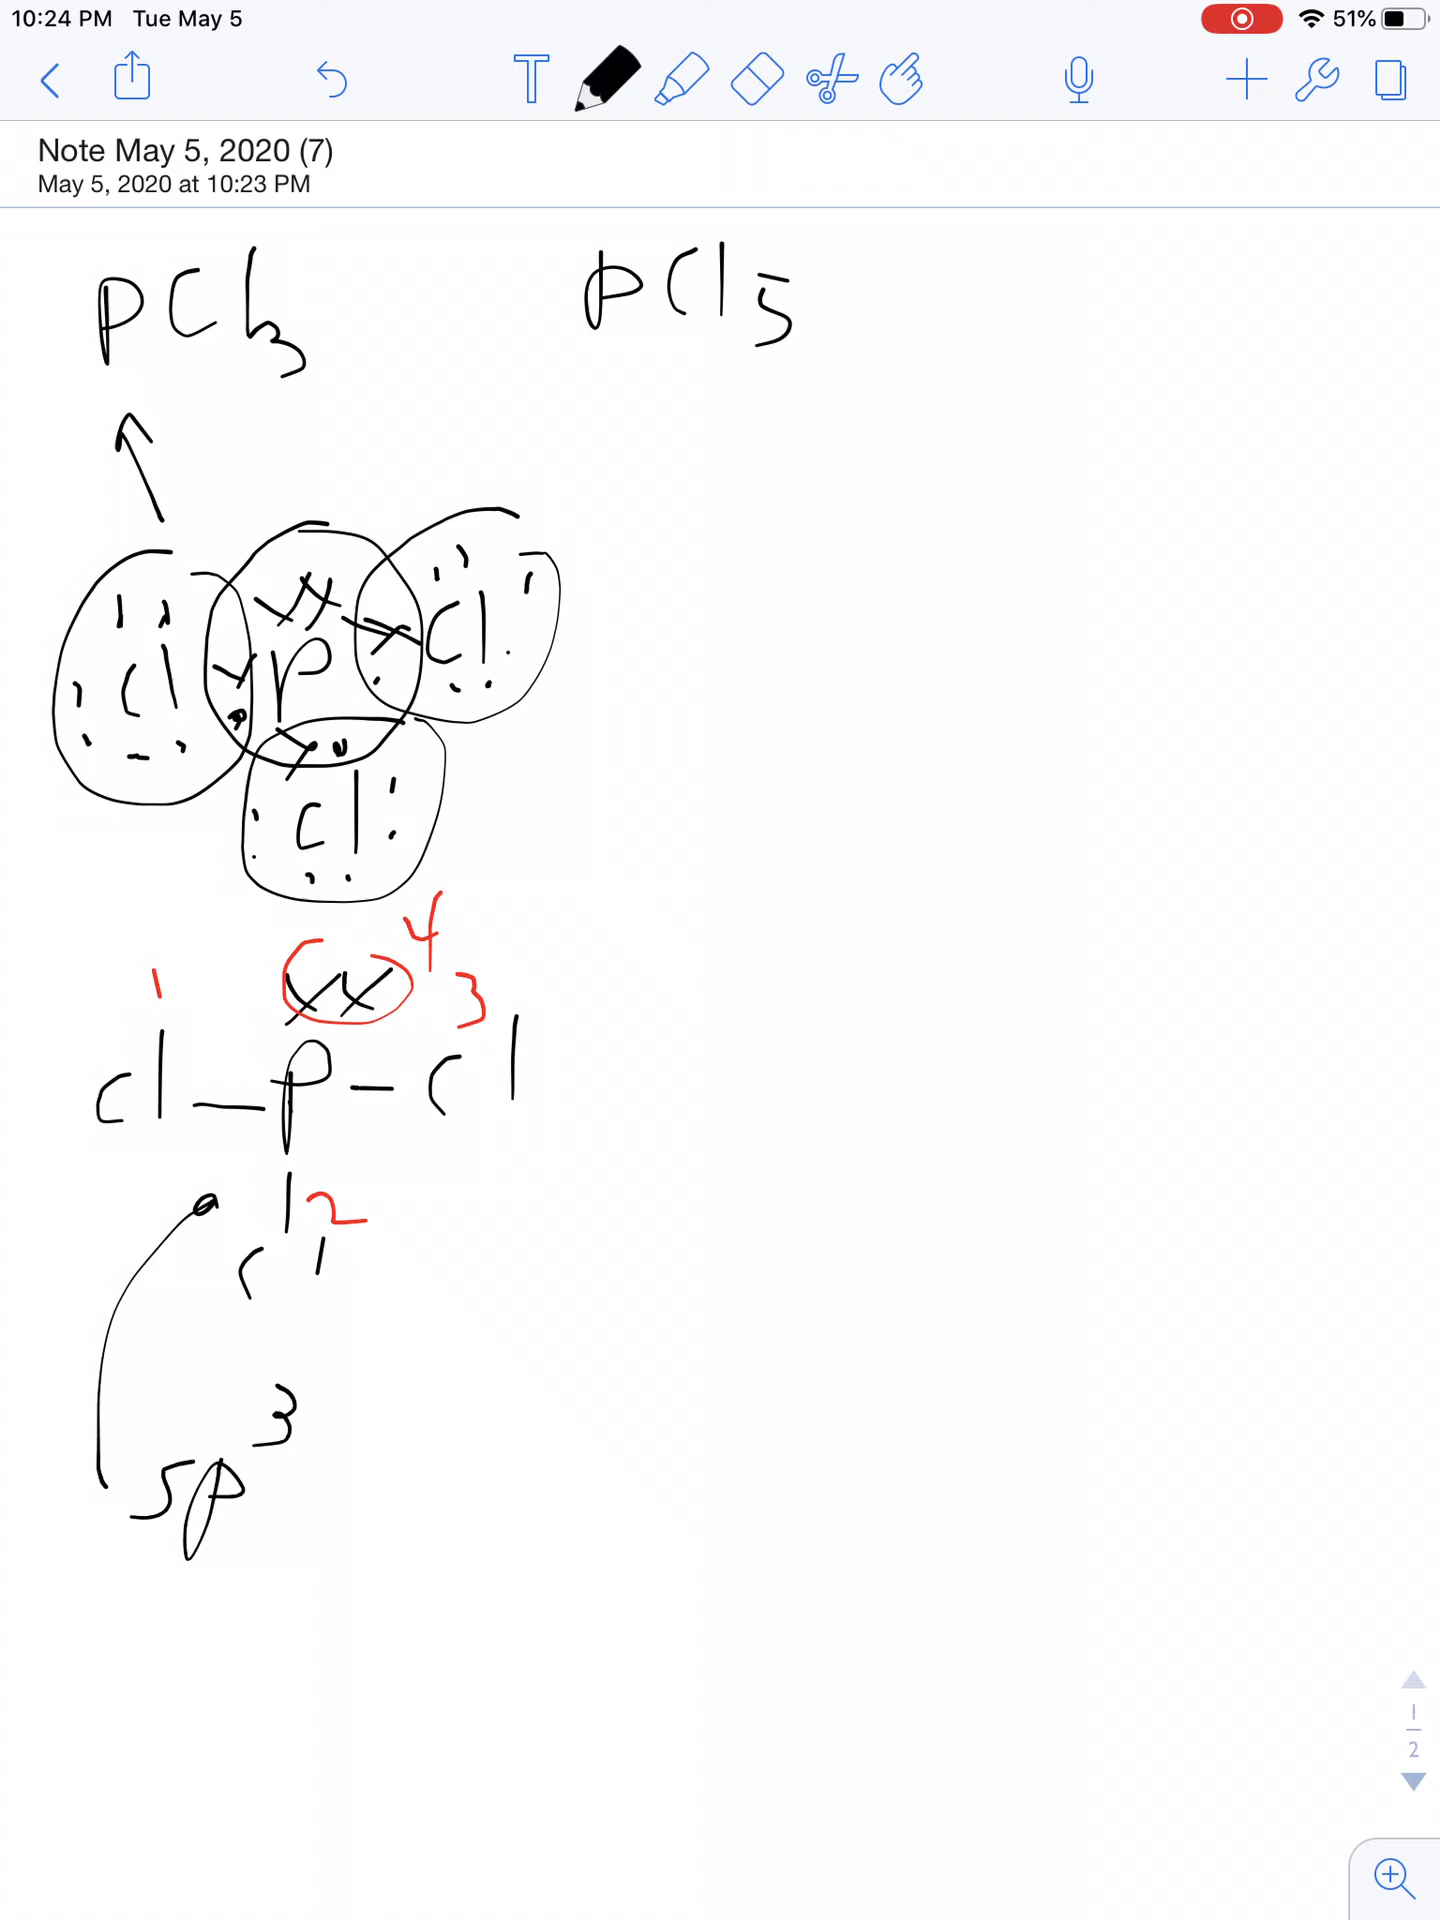 10:24 PM Tue May 5 51%
T
Note May 5, 2020 (7)
May 5, 2020 at 10:23 PM
PCl3 PCl5
Cl P Cl
Cl
4
1 3
Cl P Cl
2
Cl
sp3
1
2